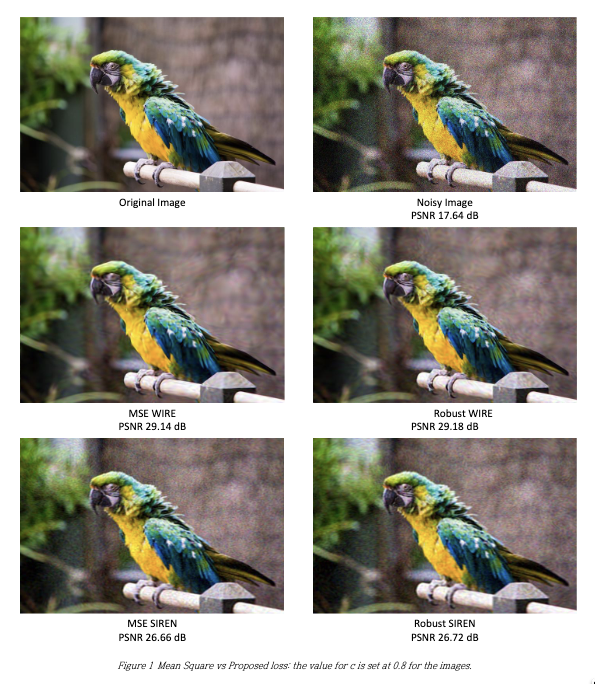 Original Image
Noisy Image
PSNR 17.64 dB
MSE WIRE
PSNR 29.14 dB
Robust WIRE
PSNR 29.18 dB
MSE SIREN
PSNR 26.66 dB
Robust SIREN
PSNR 26.72 dB
Figure 1 Mean Square vs Proposed loss: the value for c is set at 0.8 for the images.